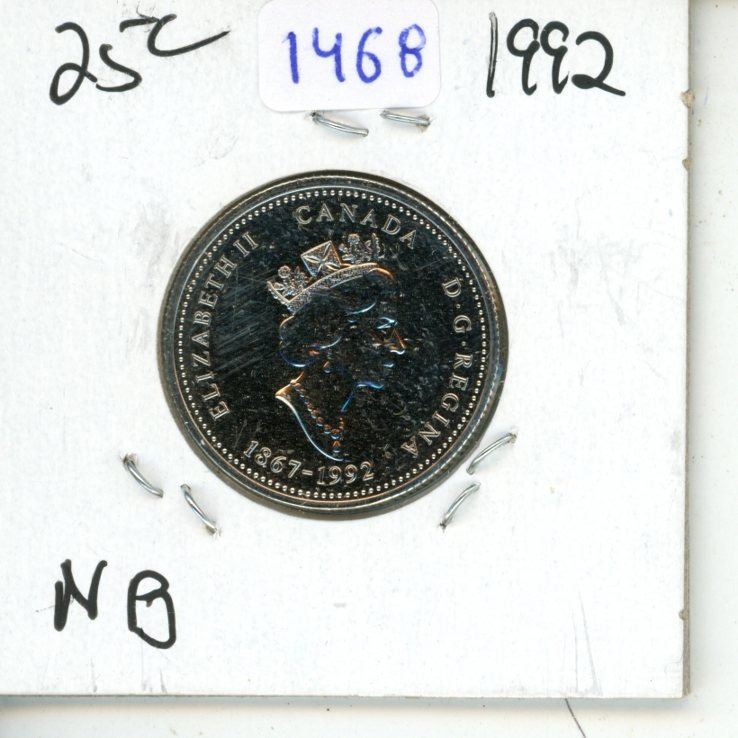 25¢ 1468 1992
CANADA
ELIZABETH II
D·G·REGINA
1867-1992
NB